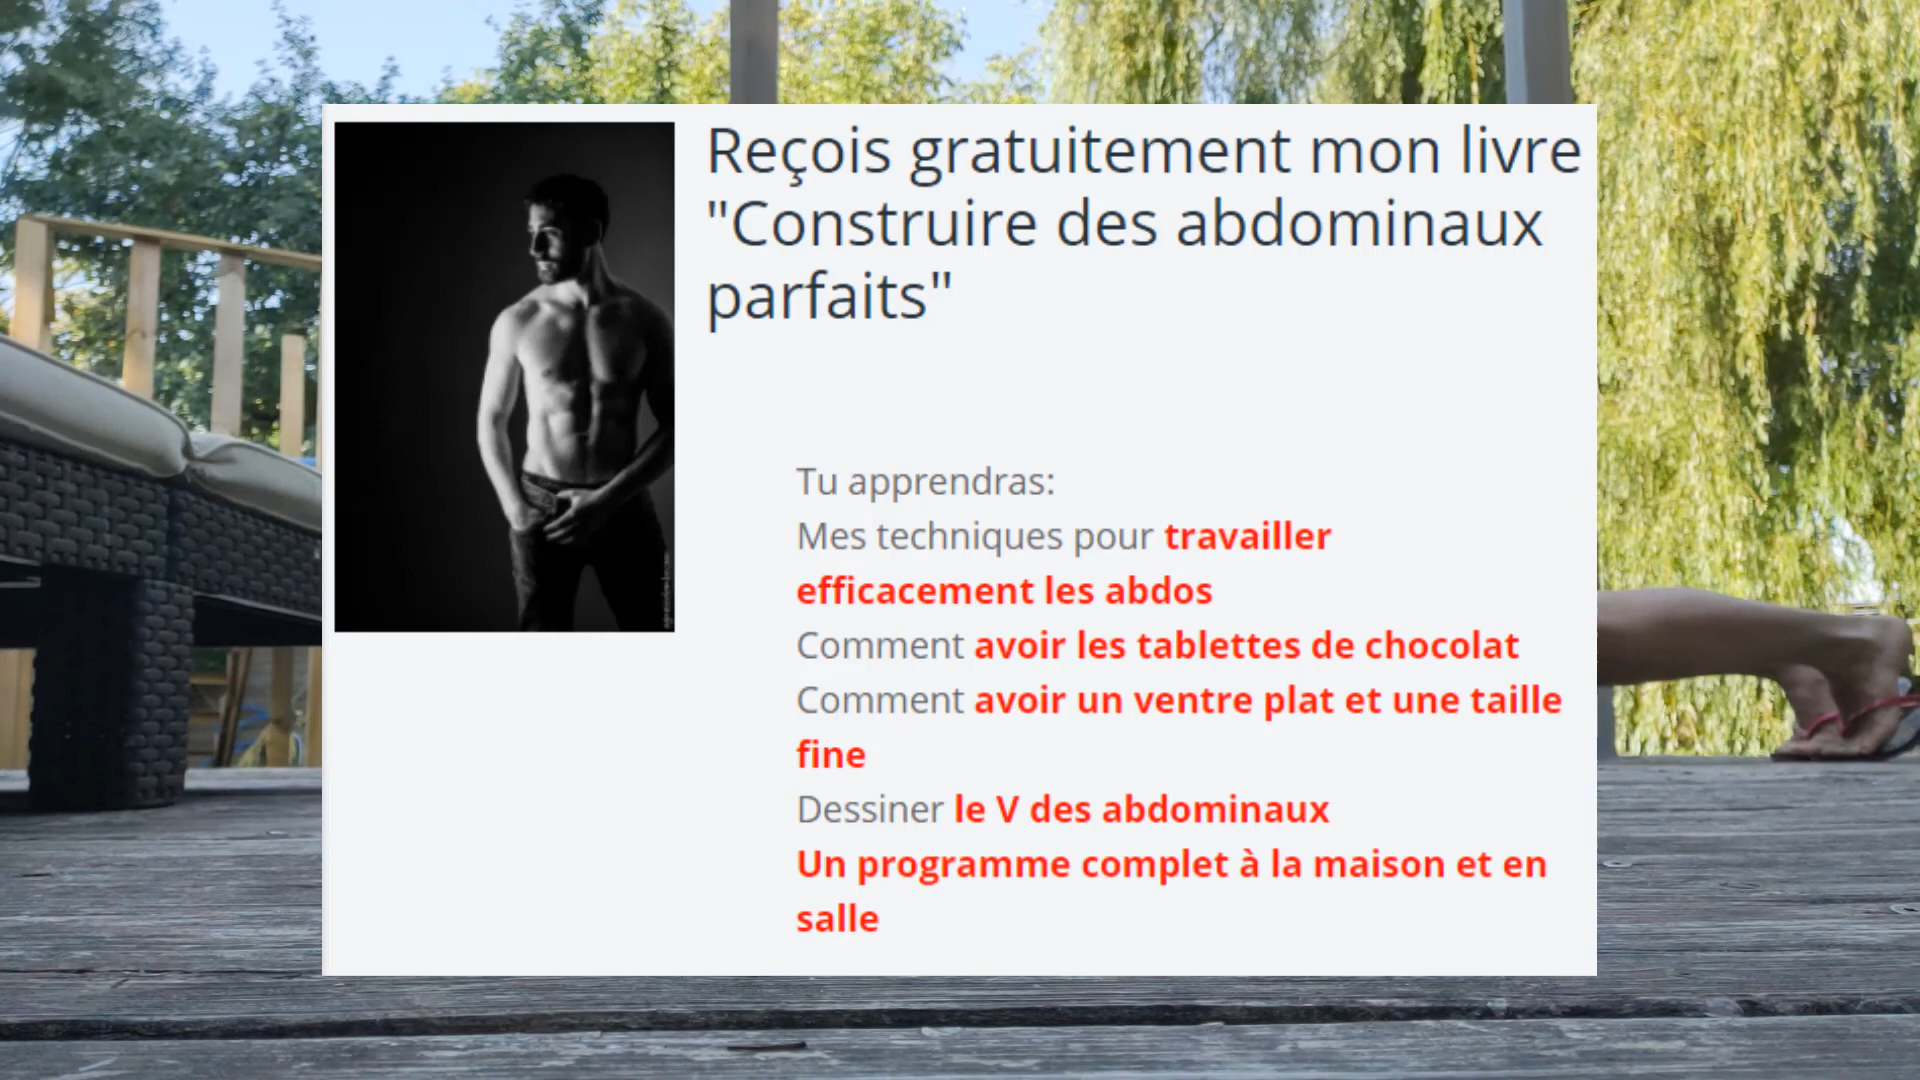 Reçois gratuitement mon livre
"Construire des abdominaux
parfaits"
Tu apprendras:
Mes techniques pour travailler
efficacement les abdos
Comment avoir les tablettes de chocolat
Comment avoir un ventre plat et une taille
fine
Dessiner le V des abdominaux
Un programme complet à la maison et en
salle